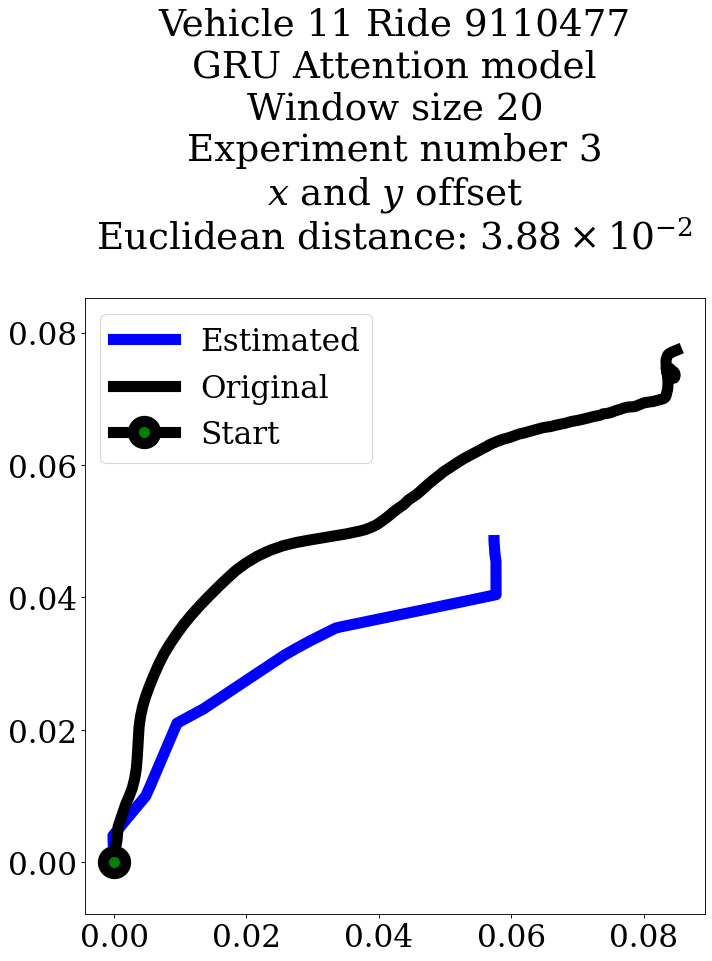 Vehicle 11 Ride 9110477
GRU Attention model
Window size 20
Experiment number 3
x and y offset
Euclidean distance: 3.88 × 10⁻²
Estimated
Original
Start
0.08
0.06
0.04
0.02
0.00
0.00 0.02 0.04 0.06 0.08